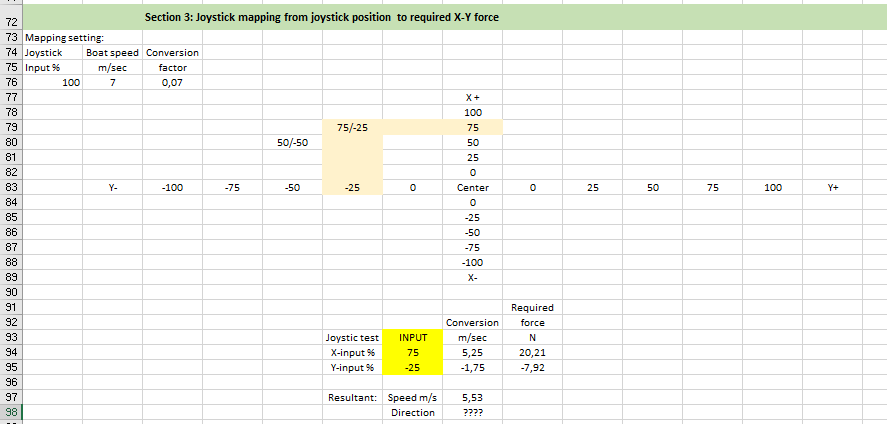 72 Section 3: Joystick mapping from joystick position to required X-Y force
73 Mapping setting:
74 Joystick Boat speed Conversion
75 Input % m/sec factor
76 100 7 0,07
77 X +
78 100
79 75/-25 75
80 50/-50 50
81 25
82 0
83 Y- -100 -75 -50 -25 0 Center 0 25 50 75 100 Y+
84 0
85 -25
86 -50
87 -75
88 -100
89 X-
90
91 Required
92 Conversion force
93 Joystic test INPUT m/sec N
94 X-input % 75 5,25 20,21
95 Y-input % -25 -1,75 -7,92
96
97 Resultant: Speed m/s 5,53
98 Direction ????